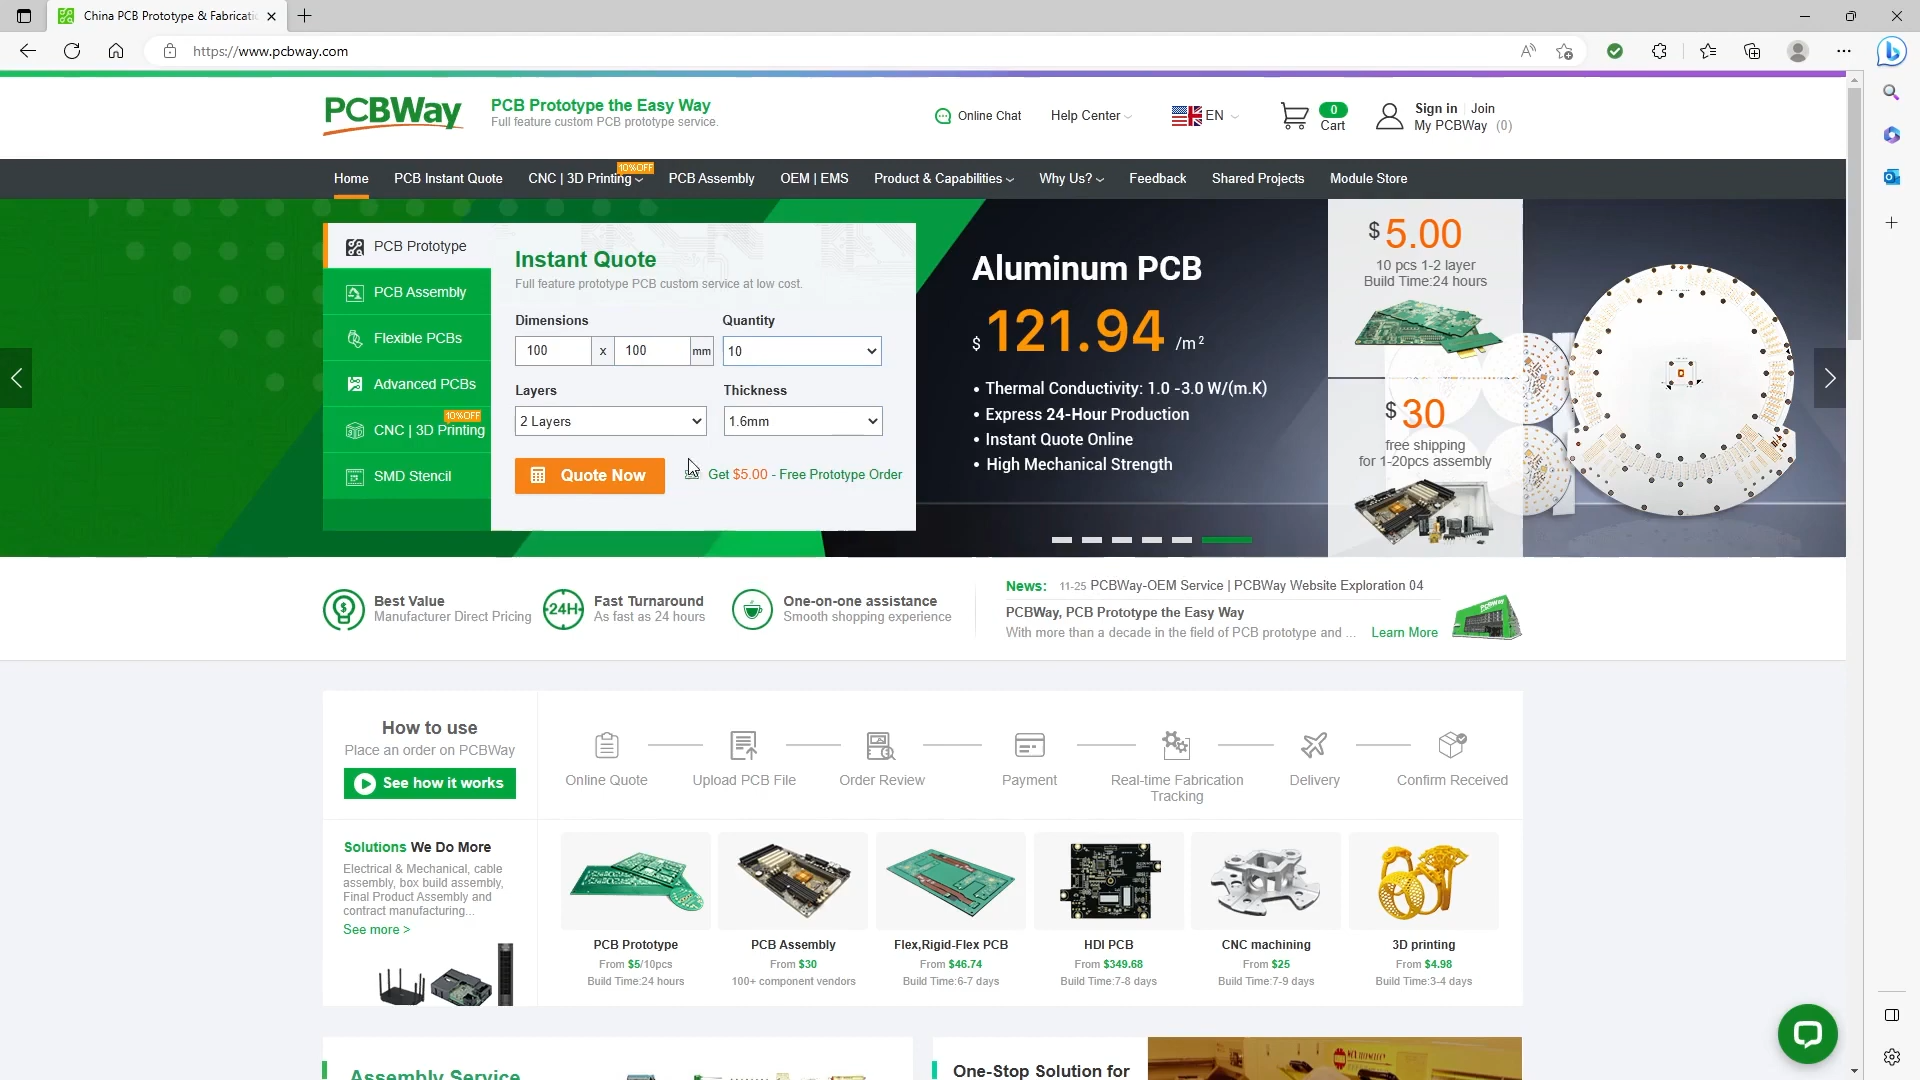 China PCB Prototype & Fabricati
https://www.pcbway.com
PCBWay
PCB Prototype the Easy Way
Full feature custom PCB prototype service.
Online Chat
Help Center
EN
0
Cart
Sign in
Join
My PCBWay (0)
Home
PCB Instant Quote
CNC | 3D Printing
10%OFF
PCB Assembly
OEM | EMS
Product & Capabilities
Why Us?
Feedback
Shared Projects
Module Store
PCB Prototype
PCB Assembly
Flexible PCBs
Advanced PCBs
10%OFF
CNC | 3D Printing
SMD Stencil
Instant Quote
Full feature prototype PCB custom service at low cost.
Dimensions
Quantity
100 x 100 mm
10
Layers
Thickness
2 Layers
1.6mm
Quote Now
Get $5.00 - Free Prototype Order
Aluminum PCB
$ 121.94 /m²
• Thermal Conductivity: 1.0 -3.0 W/(m.K)
• Express 24-Hour Production
• Instant Quote Online
• High Mechanical Strength
$ 5.00
10 pcs 1-2 layer
Build Time:24 hours
$ 30
free shipping
for 1-20pcs assembly
Best Value
Manufacturer Direct Pricing
24H
Fast Turnaround
As fast as 24 hours
One-on-one assistance
Smooth shopping experience
News: 11-25 PCBWay-OEM Service | PCBWay Website Exploration 04
PCBWay, PCB Prototype the Easy Way
With more than a decade in the field of PCB prototype and ... Learn More
How to use
Place an order on PCBWay
See how it works
Online Quote
Upload PCB File
Order Review
Payment
Real-time Fabrication
Tracking
Delivery
Confirm Received
Solutions We Do More
Electrical & Mechanical, cable
assembly, box build assembly,
Final Product Assembly and
contract manufacturing...
See more >
PCB Prototype
From $5/10pcs
Build Time:24 hours
PCB Assembly
From $30
100+ component vendors
Flex,Rigid-Flex PCB
From $46.74
Build Time:6-7 days
HDI PCB
From $349.68
Build Time:7-8 days
CNC machining
From $25
Build Time:7-9 days
3D printing
From $4.98
Build Time:3-4 days
Assembly Service
One-Stop Solution for